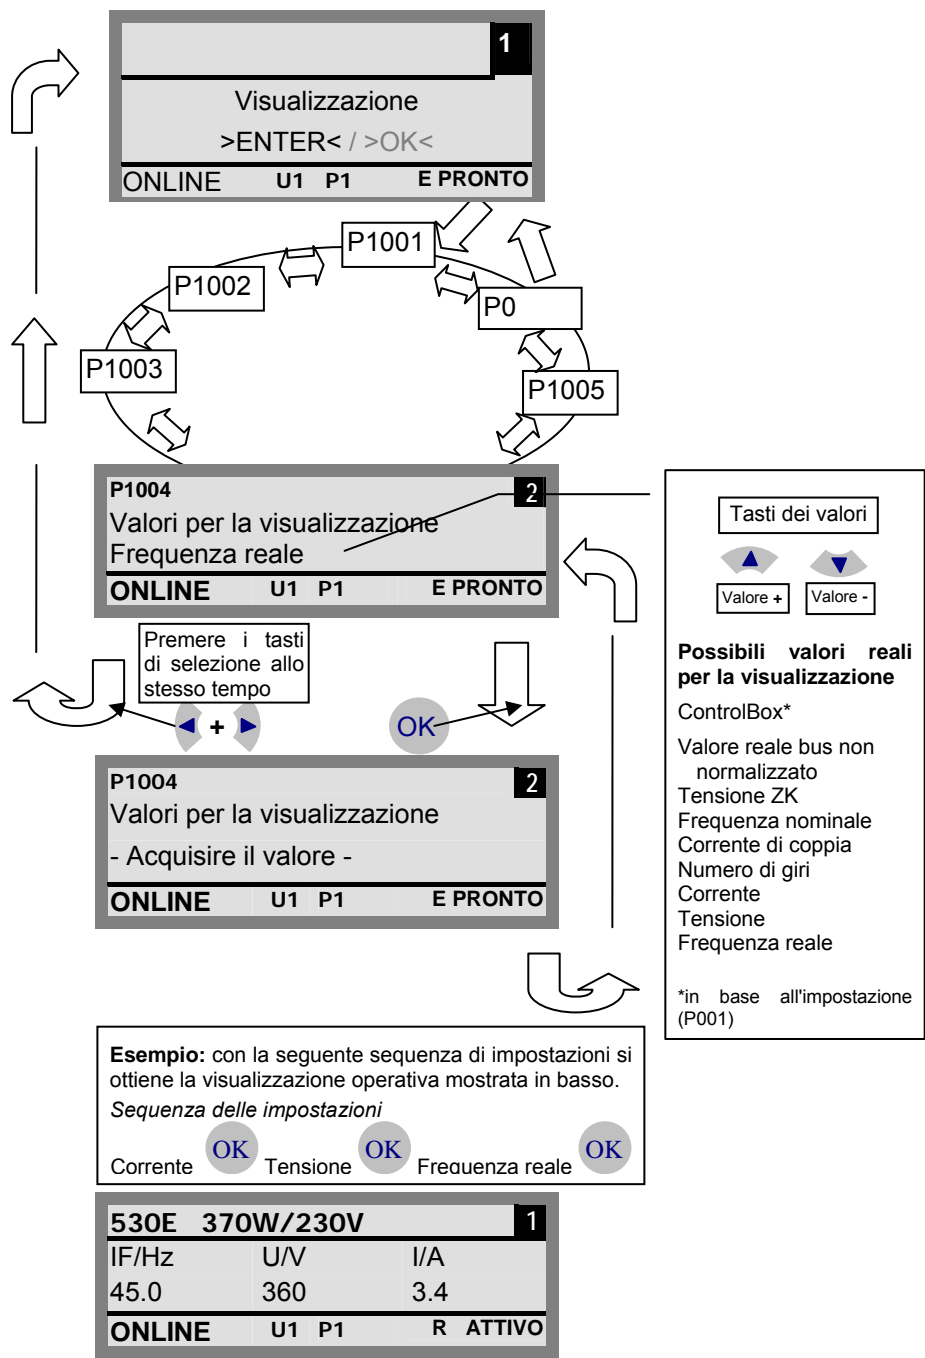 1
Visualizzazione
>ENTER< / >OK<
ONLINE U1 P1 E PRONTO
P1001
P1002
P0
P1003
P1005
P1004 2
Valori per la visualizzazione
Frequenza reale
ONLINE U1 P1 E PRONTO
Premere i tasti
di selezione allo
stesso tempo
+
OK
P1004 2
Valori per la visualizzazione
- Acquisire il valore -
ONLINE U1 P1 E PRONTO
Tasti dei valori
Valore + Valore -
Possibili valori reali
per la visualizzazione
ControlBox*
Valore reale bus non
normalizzato
Tensione ZK
Frequenza nominale
Corrente di coppia
Numero di giri
Corrente
Tensione
Frequenza reale
*in base all'impostazione
(P001)
Esempio: con la seguente sequenza di impostazioni si
ottiene la visualizzazione operativa mostrata in basso.
Sequenza delle impostazioni
Corrente OK Tensione OK Frequenza reale OK
530E 370W/230V 1
IF/Hz U/V I/A
45.0 360 3.4
ONLINE U1 P1 R ATTIVO